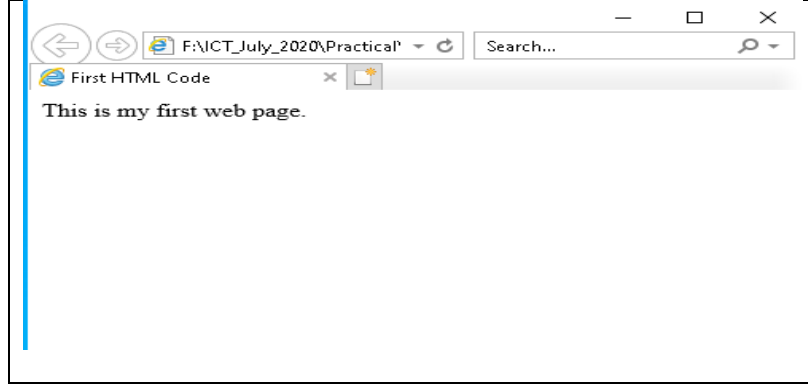 F:\ICT_July_2020\Practical
Search...
First HTML Code
This is my first web page.